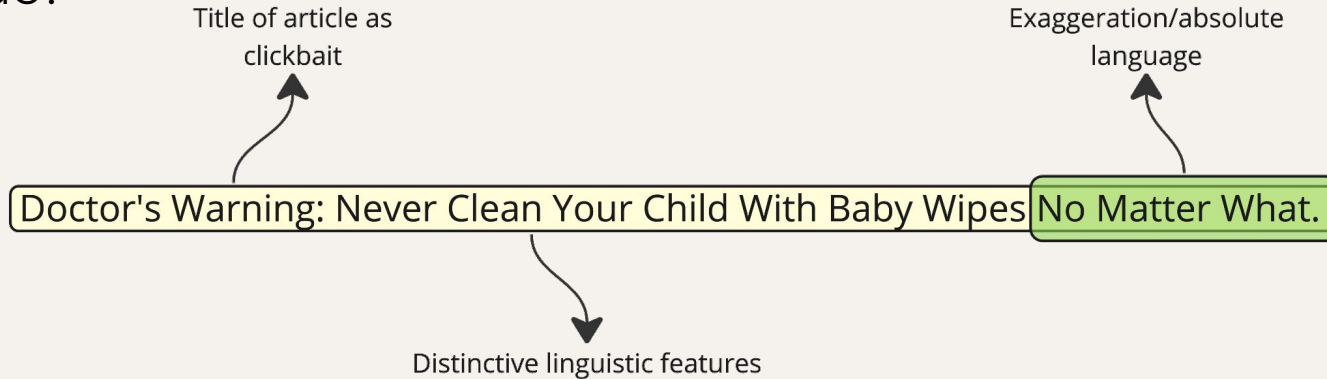 Title of article as
clickbait
Exaggeration/absolute
language
Doctor's Warning: Never Clean Your Child With Baby Wipes No Matter What.
Distinctive linguistic features